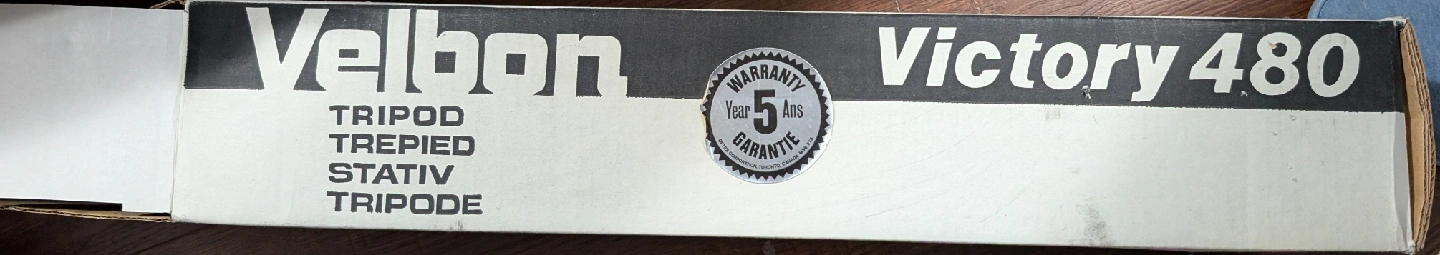 Velbon
Victory 480
TRIPOD
TREPIED
STATIV
TRIPODE
WARRANTY
Year 5 Ans
GARANTIE